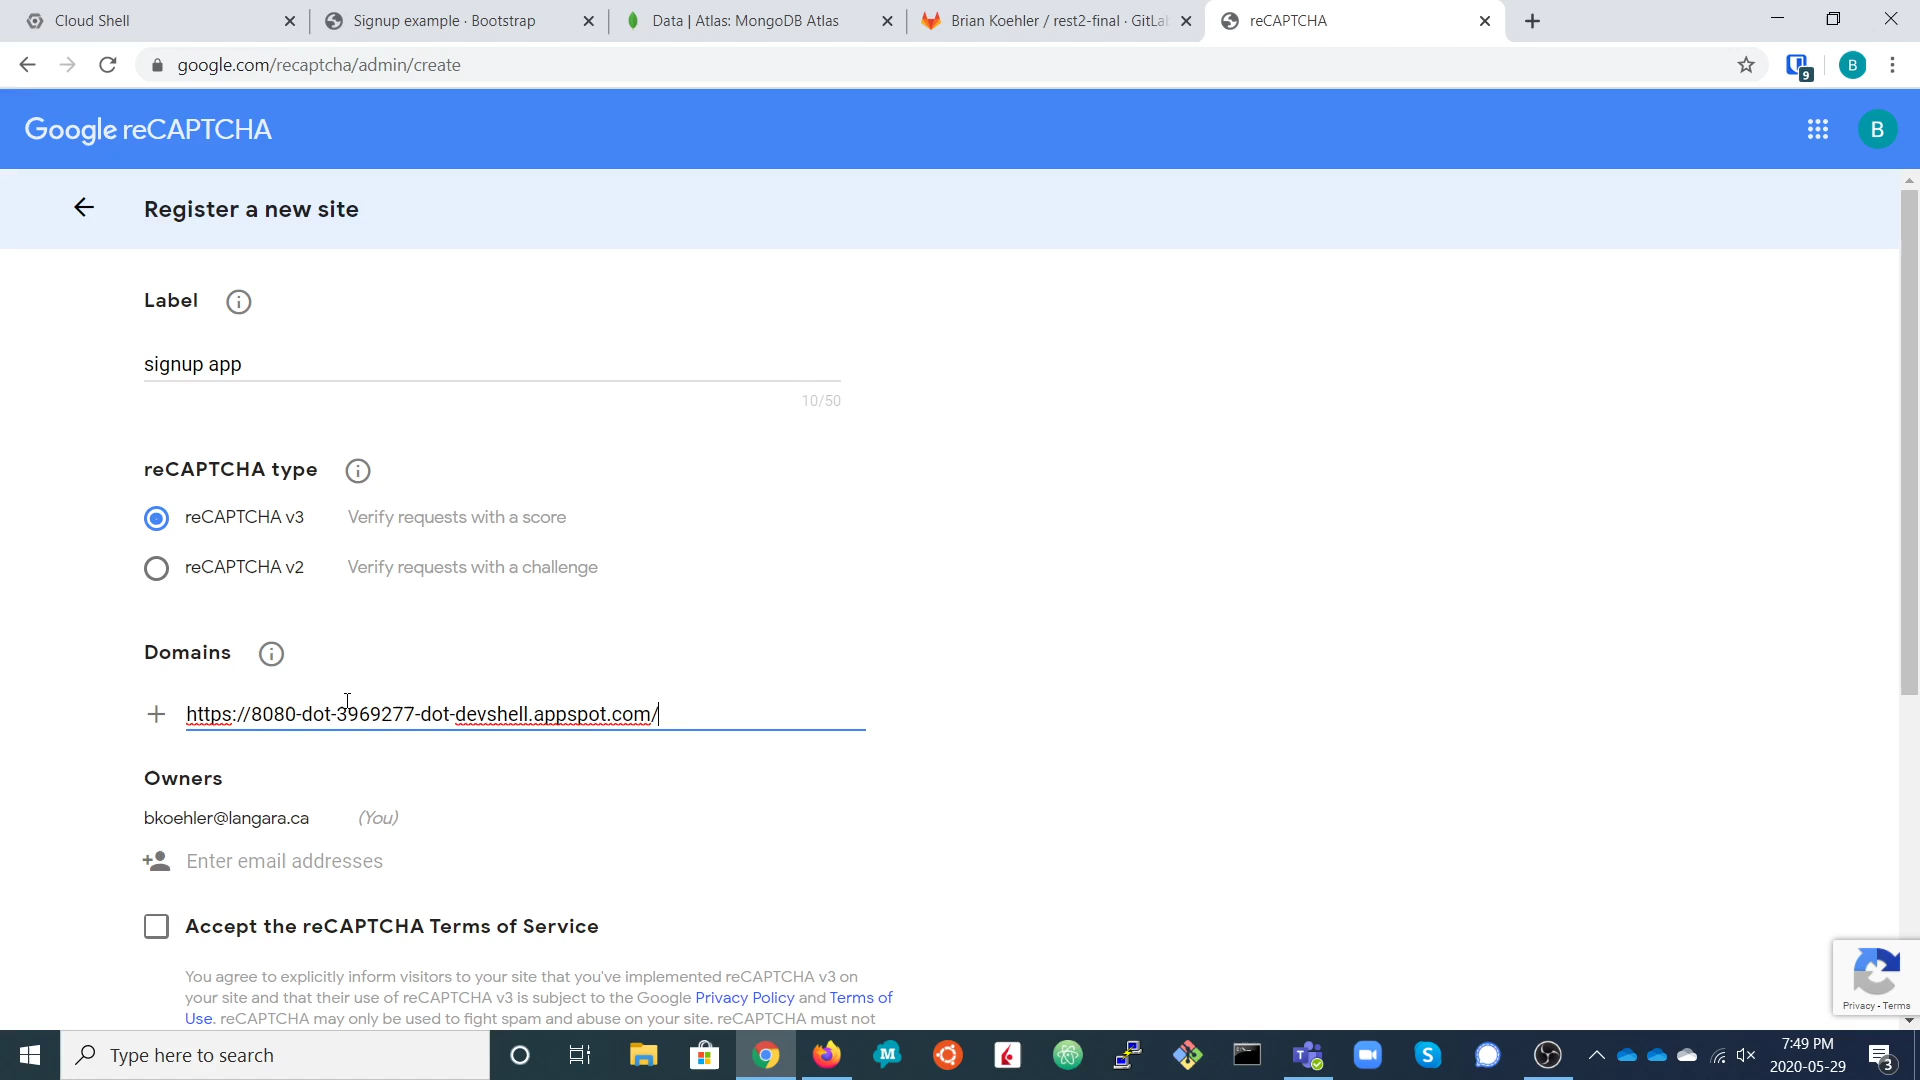 Cloud Shell
Signup example · Bootstrap
Data | Atlas: MongoDB Atlas
Brian Koehler / rest2-final · GitLab
reCAPTCHA
google.com/recaptcha/admin/create
9
B
Google reCAPTCHA
B
Register a new site
Label
signup app
10/50
reCAPTCHA type
reCAPTCHA v3 Verify requests with a score
reCAPTCHA v2 Verify requests with a challenge
Domains
https://8080-dot-3969277-dot-devshell.appspot.com/
Owners
bkoehler@langara.ca (You)
Enter email addresses
Accept the reCAPTCHA Terms of Service
You agree to explicitly inform visitors to your site that you've implemented reCAPTCHA v3 on
your site and that their use of reCAPTCHA v3 is subject to the Google Privacy Policy and Terms of
Use. reCAPTCHA may only be used to fight spam and abuse on your site. reCAPTCHA must not
Privacy - Terms
Type here to search
7:49 PM
2020-05-29
3